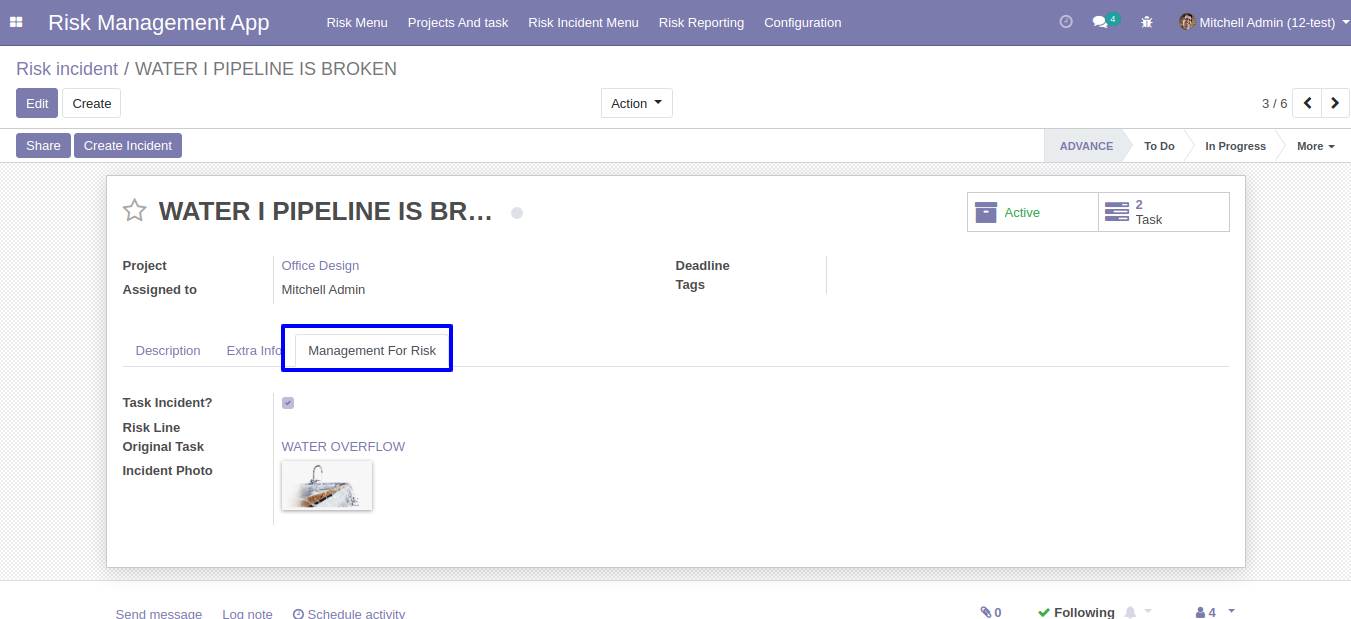 Risk Management App Risk Menu Projects And task Risk Incident Menu Risk Reporting Configuration 4 Mitchell Admin (12-test)
Risk incident / WATER I PIPELINE IS BROKEN
Edit Create Action 3 / 6
Share Create Incident ADVANCE To Do In Progress More
WATER I PIPELINE IS BR... Active 2 Task
Project Office Design Deadline
Assigned to Mitchell Admin Tags
Description Extra Info Management For Risk
Task Incident?
Risk Line
Original Task WATER OVERFLOW
Incident Photo
Send message Log note Schedule activity 0 Following 4